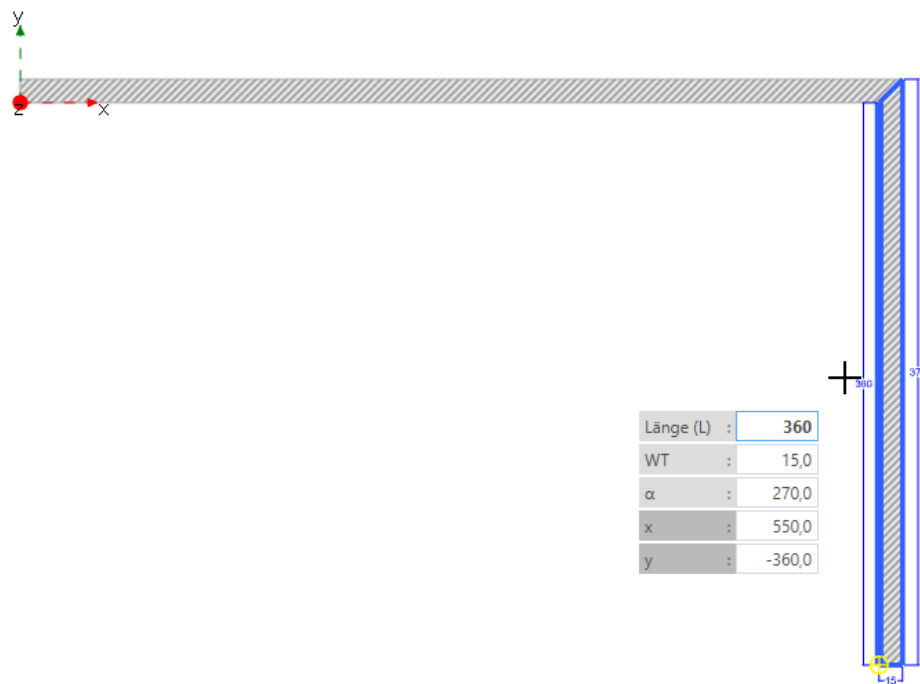 y
z
x
37
360
Länge (L) : 360
WT : 15,0
α : 270,0
x : 550,0
y : -360,0
15